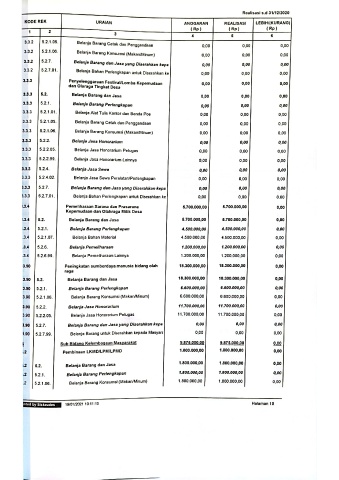 Realisasi s.d 31/12/2020
KODE REK URAIAN ANGGARAN ( Rp ) REALISASI ( Rp ) LEBIH/(KURANG) ( Rp )
1 2 3 4 5 6
3.3.2 5.2.1.05. Belanja Barang Cetak dan Penggandaan 0,00 0,00 0,00
3.3.2 5.2.1.06. Belanja Barang Konsumsi (Makan/Minum) 0,00 0,00 0,00
3.3.2 5.2.7. Belanja Barang dan Jasa yang Diserahkan kepa 0,00 0,00 0,00
3.3.2 5.2.7.01. Belanja Bahan Perlengkapan untuk Diserahkan ke 0,00 0,00 0,00
3.3.3 Penyelenggaraan Festival/Lomba Kepemudaan dan Olaraga Tingkat Desa 0,00 0,00 0,00
3.3.3 5.2. Belanja Barang dan Jasa 0,00 0,00 0,00
3.3.3 5.2.1. Belanja Barang Perlengkapan 0,00 0,00 0,00
3.3.3 5.2.1.01. Belanja Alat Tulis Kantor dan Benda Pos 0,00 0,00 0,00
3.3.3 5.2.1.05. Belanja Barang Cetak dan Penggandaan 0,00 0,00 0,00
3.3.3 5.2.1.06. Belanja Barang Konsumsi (Makan/Minum) 0,00 0,00 0,00
3.3.3 5.2.2. Belanja Jasa Honorarium 0,00 0,00 0,00
3.3.3 5.2.2.05. Belanja Jasa Honorarium Petugas 0,00 0,00 0,00
3.3.3 5.2.2.99. Belanja Jasa Honorarium Lainnya 0,00 0,00 0,00
3.3.3 5.2.4. Belanja Jasa Sewa 0,00 0,00 0,00
3.3.3 5.2.4.02. Belanja Jasa Sewa Peralatan/Perlengkapan 0,00 0,00 0,00
3.3.3 5.2.7. Belanja Barang dan Jasa yang Diserahkan kepa 0,00 0,00 0,00
3.3.3 5.2.7.01. Belanja Bahan Perlengkapan untuk Diserahkan ke 0,00 0,00 0,00
3.3.4 Pemeliharaan Sarana dan Prasarana Kepemudaan dan Olahraga Milik Desa 5.700.000,00 5.700.000,00 0,00
3.3.4 5.2. Belanja Barang dan Jasa 5.700.000,00 5.700.000,00 0,00
3.3.4 5.2.1. Belanja Barang Perlengkapan 4.500.000,00 4.500.000,00 0,00
3.3.4 5.2.1.07. Belanja Bahan Material 4.500.000,00 4.500.000,00 0,00
3.3.4 5.2.6. Belanja Pemeliharaan 1.200.000,00 1.200.000,00 0,00
3.3.4 5.2.6.99. Belanja Pemeliharaan Lainnya 1.200.000,00 1.200.000,00 0,00
3.90 Peningkatan sumberdaya manusia bidang olah raga 18.300.000,00 18.300.000,00 0,00
3.90 5.2. Belanja Barang dan Jasa 18.300.000,00 18.300.000,00 0,00
3.90 5.2.1. Belanja Barang Perlengkapan 6.600.000,00 6.600.000,00 0,00
3.90 5.2.1.06. Belanja Barang Konsumsi (Makan/Minum) 6.600.000,00 6.600.000,00 0,00
3.90 5.2.2. Belanja Jasa Honorarium 11.700.000,00 11.700.000,00 0,00
3.90 5.2.2.05. Belanja Jasa Honorarium Petugas 11.700.000,00 11.700.000,00 0,00
3.90 5.2.7. Belanja Barang dan Jasa yang Diserahkan kepa 0,00 0,00 0,00
3.90 5.2.7.99. Belanja Barang untuk Diserahkan kepada Masyar 0,00 0,00 0,00
Sub Bidang Kelembagaan Masyarakat 9.878.000,00 9.878.000,00 0,00
.2 Pembinaan LKMD/LPM/LPMD 1.800.000,00 1.800.000,00 0,00
.2 5.2. Belanja Barang dan Jasa 1.800.000,00 1.800.000,00 0,00
.2 5.2.1. Belanja Barang Perlengkapan 1.800.000,00 1.800.000,00 0,00
.2 5.2.1.06. Belanja Barang Konsumsi (Makan/Minum) 1.800.000,00 1.800.000,00 0,00
by Siskeudes Halaman 10